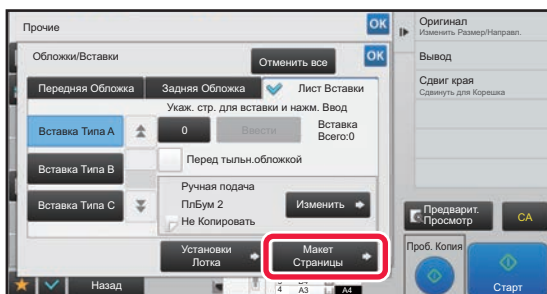 Прочие
OK
Обложки/Вставки
Отменить все
OK
Передняя Обложка
Задняя Обложка
Лист Вставки
Укаж. стр. для вставки и нажм. Ввод
Вставка Типа A
0
Ввести
Вставка
Всего:0
Вставка Типа B
Перед тыльн.обложкой
Вставка Типа C
Ручная подача
ПлБум 2
Не Копировать
Изменить
Установки
Лотка
Макет
Страницы
Назад
4
A3
A4
Оригинал
Изменить Размер/Направл.
Вывод
Сдвиг края
Сдвинуть для Корешка
Предварит.
Просмотр
CA
Проб. Копия
Старт